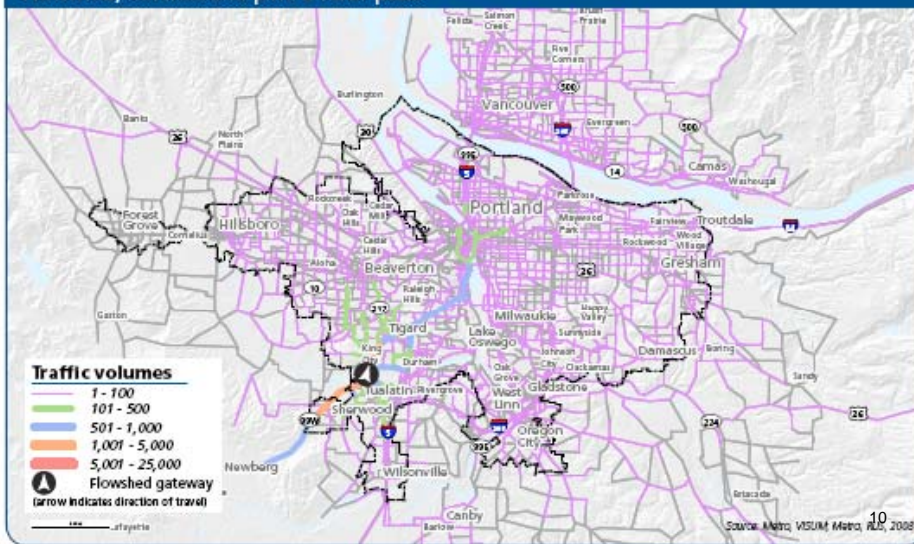 Felida
Salmon
Creek
Prairie
Five
Corners
500
Burlington
Vancouver
Banks
26
North
Plains
20
Evergreen
500
99E
5
14
Camas
Washougal
Forest
Grove
Cornelius
Hillsboro
Rockcreek
Oak
Hills
Cedar
Mill
Portland
Parkrose
Maywood
Park
Fairview
Troutdale
Wood
Village
Rockwood
Gresham
Cedar
Hills
Aloha
Beaverton
26
10
Raleigh
Hills
217
Tigard
Milwaukie
Happy
Valley
Gaston
King
City
Lake
Oswego
Sunnyside
Johnson
City
Damascus
Boring
Durham
Oak
Grove
Clackamas
Sandy
Tualatin
Rivergrove
West
Linn
Gladstone
Sherwood
99W
5
Oregon
City
224
26
Newberg
Wilsonville
Estacada
Canby
Barlow
Lafayette
Traffic volumes
1 - 100
101 - 500
501 - 1,000
1,001 - 5,000
5,001 - 25,000
Flowshed gateway
(arrow indicates direction of travel)
Source: Metro, VISUM; Metro, RLIS, 2008
10